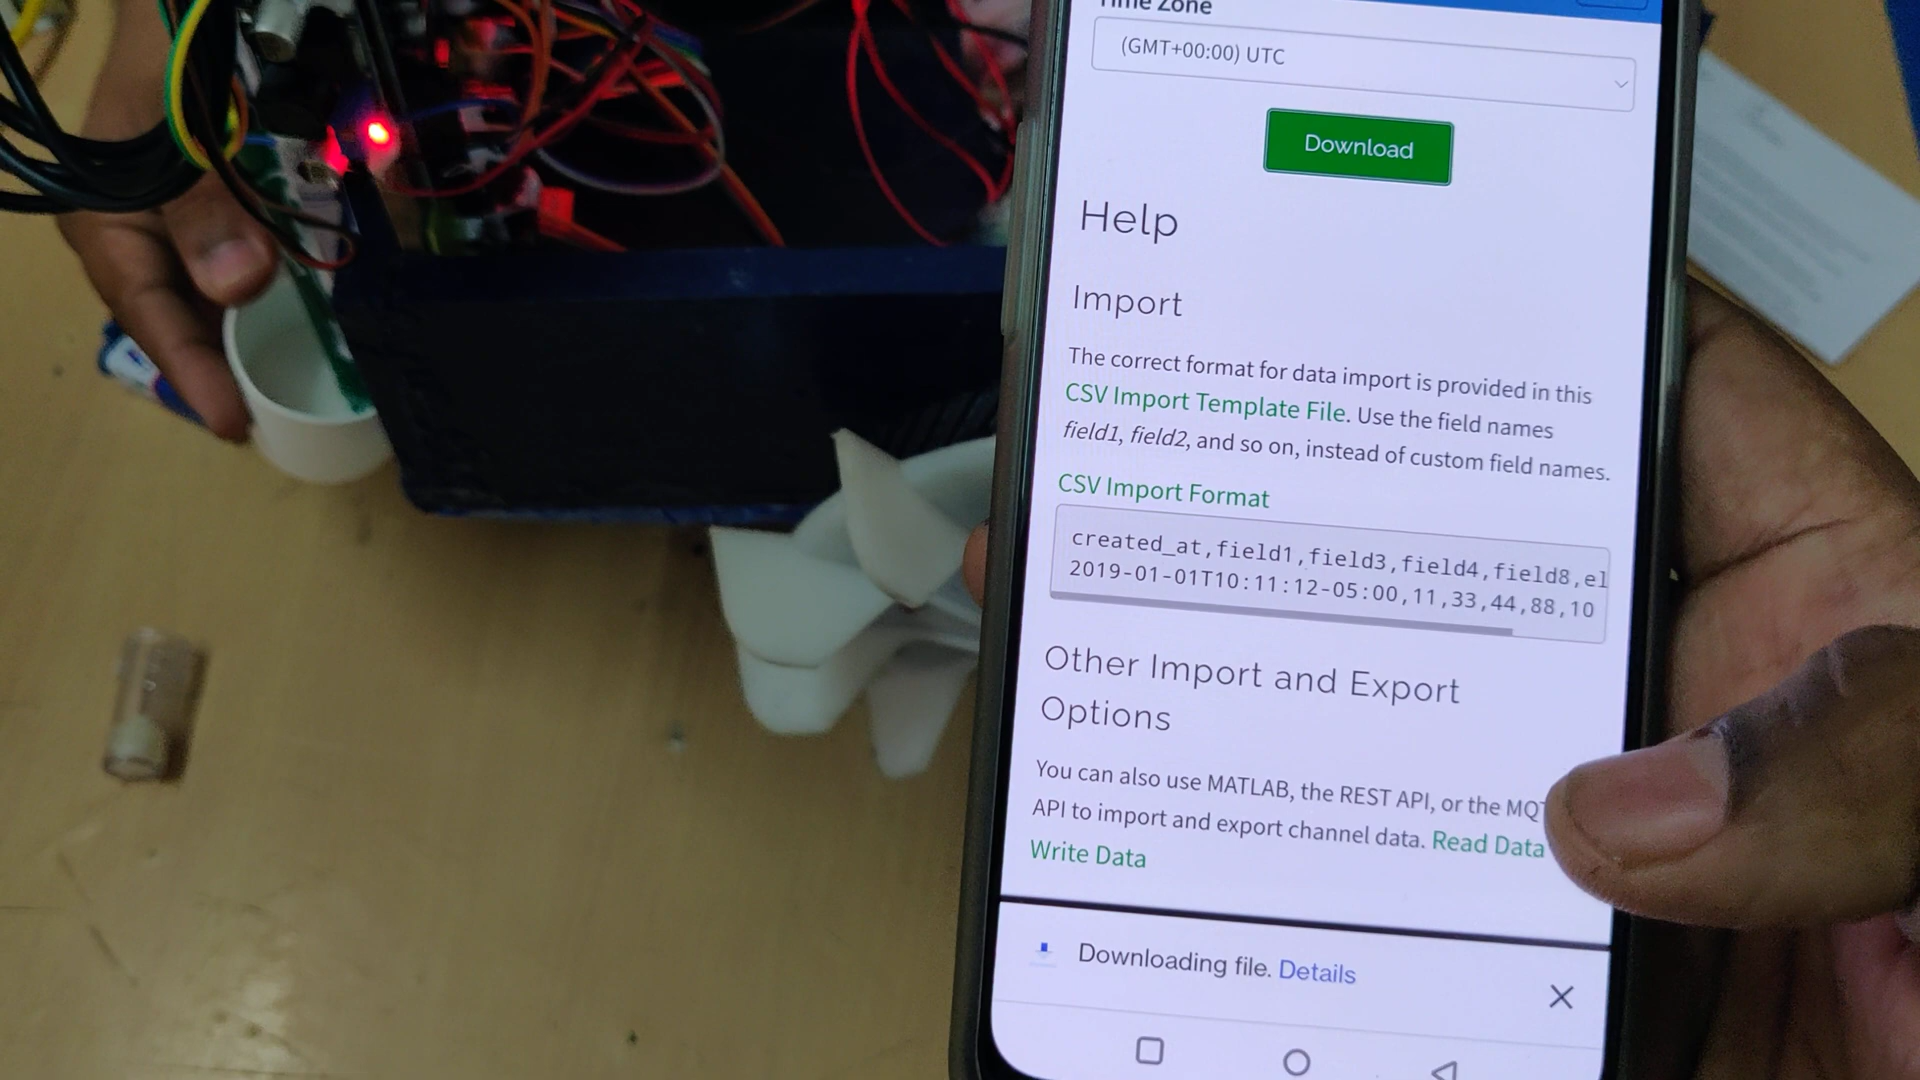 Time Zone
(GMT+00:00) UTC
Download
Help
Import
The correct format for data import is provided in this
CSV Import Template File. Use the field names
field1, field2, and so on, instead of custom field names.
CSV Import Format
created_at,field1,field3,field4,field8,el
2019-01-01T10:11:12-05:00,11,33,44,88,10
Other Import and Export
Options
You can also use MATLAB, the REST API, or the MQT
API to import and export channel data. Read Data
Write Data
Downloading file. Details